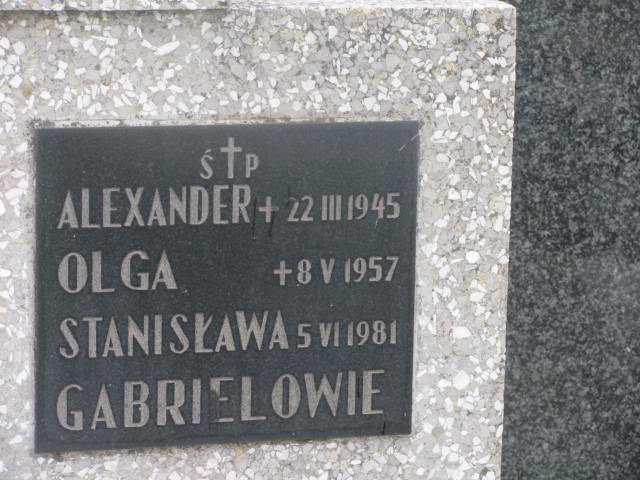 Ś✝P
ALEXANDER + 22 III 1945
OLGA +8 V 1957
STANISŁAWA 5 VI 1981
GABRIELOWIE